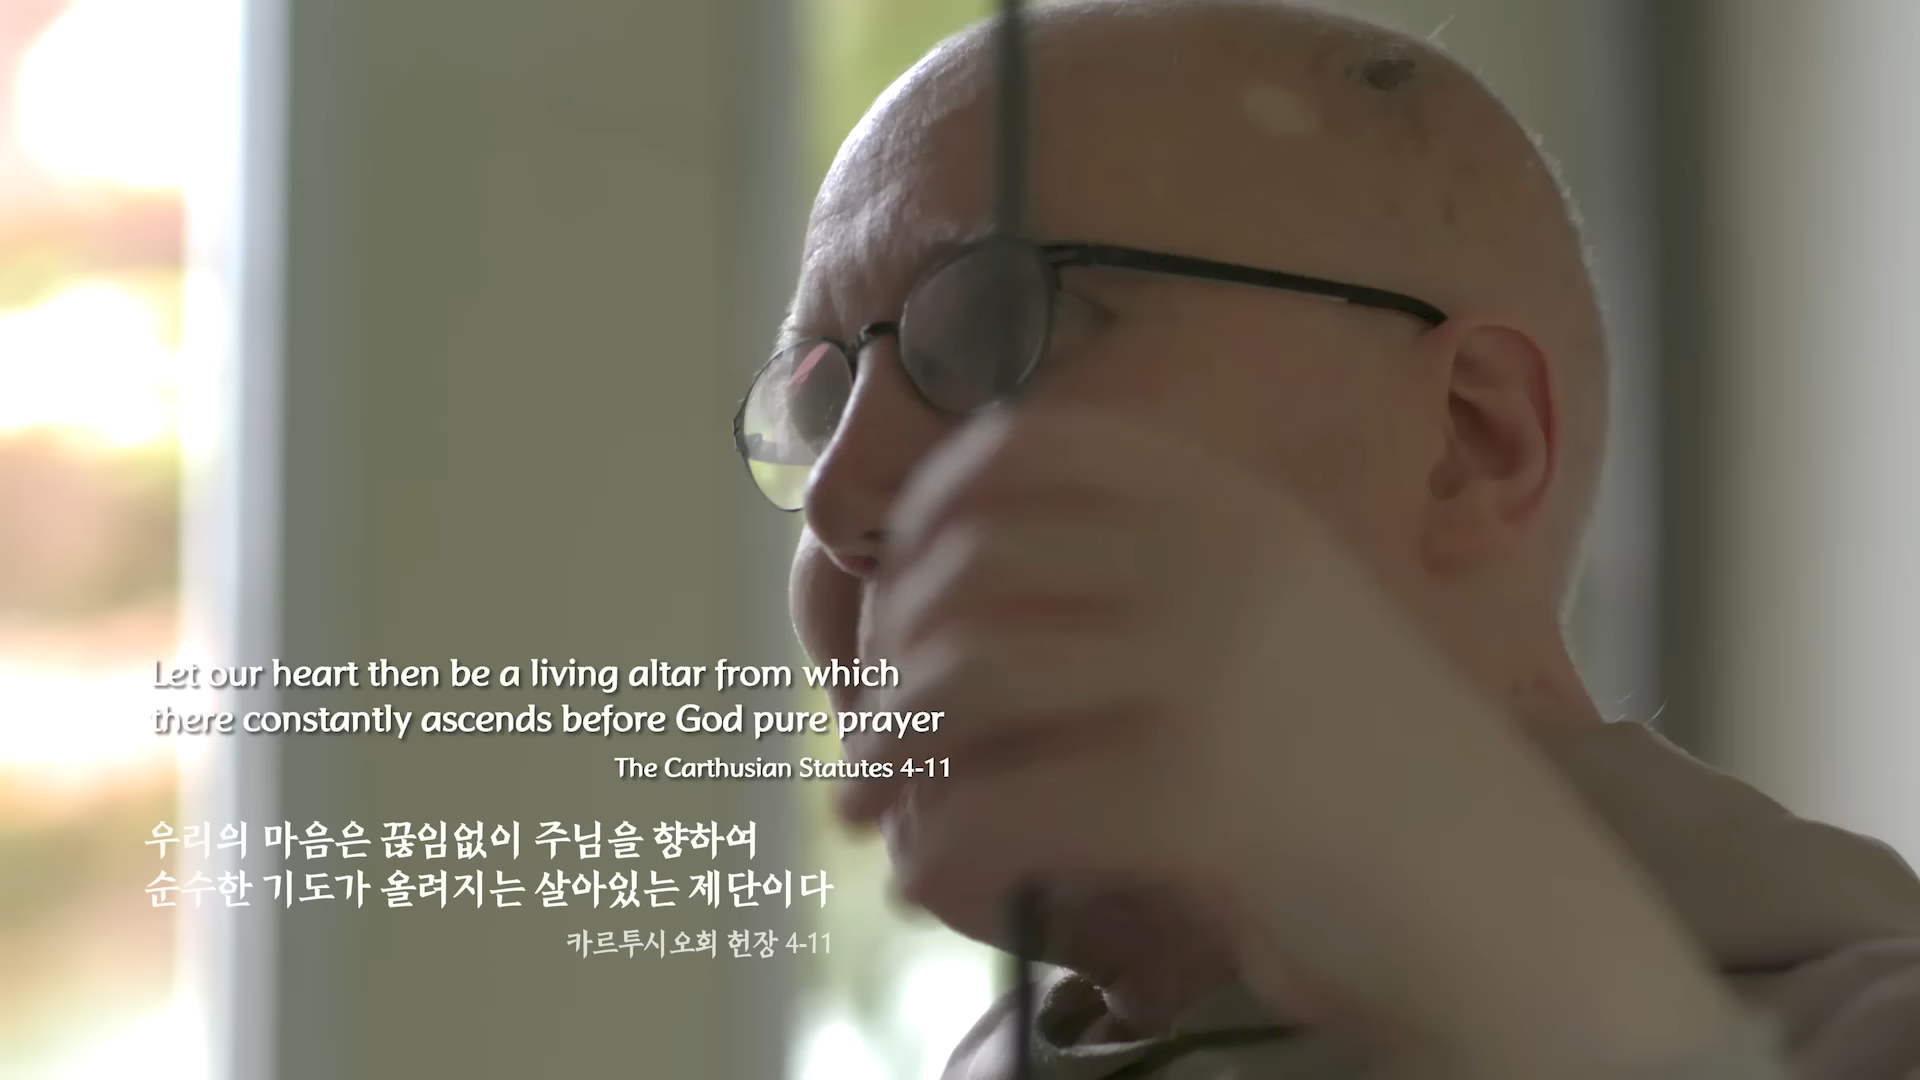 Let our heart then be a living altar from which
there constantly ascends before God pure prayer
The Carthusian Statutes 4-11
우리의 마음은 끊임없이 주님을 향하여
순수한 기도가 올려지는 살아있는 제단이다
카르투시오회 헌장 4-11